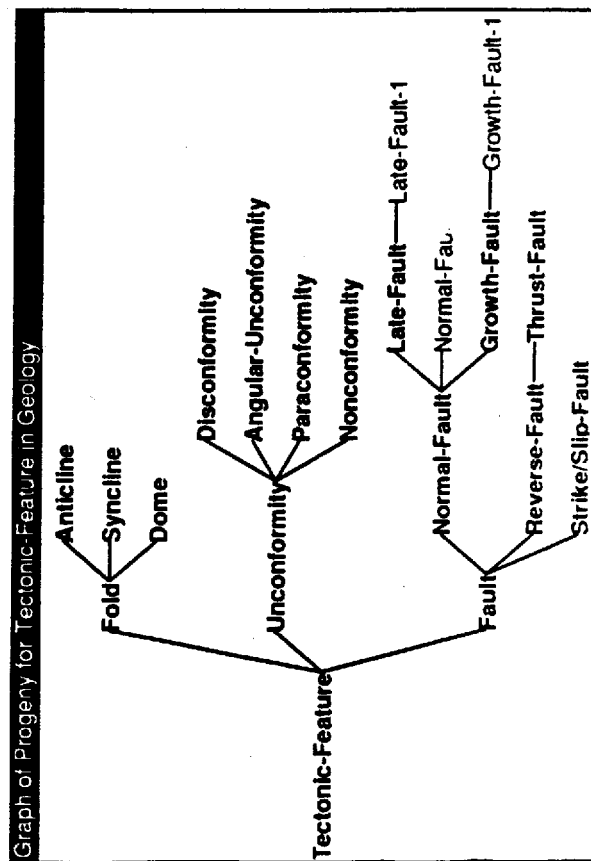 Graph of Progeny for Tectonic-Feature in Geology
Tectonic-Feature
Fold
Anticline
Syncline
Dome
Unconformity
Disconformity
Angular-Unconformity
Paraconformity
Nonconformity
Fault
Normal-Fault
Late-Fault
Late-Fault-1
Normal-Fau
Growth-Fault
Growth-Fault-1
Reverse-Fault
Thrust-Fault
Strike/Slip-Fault